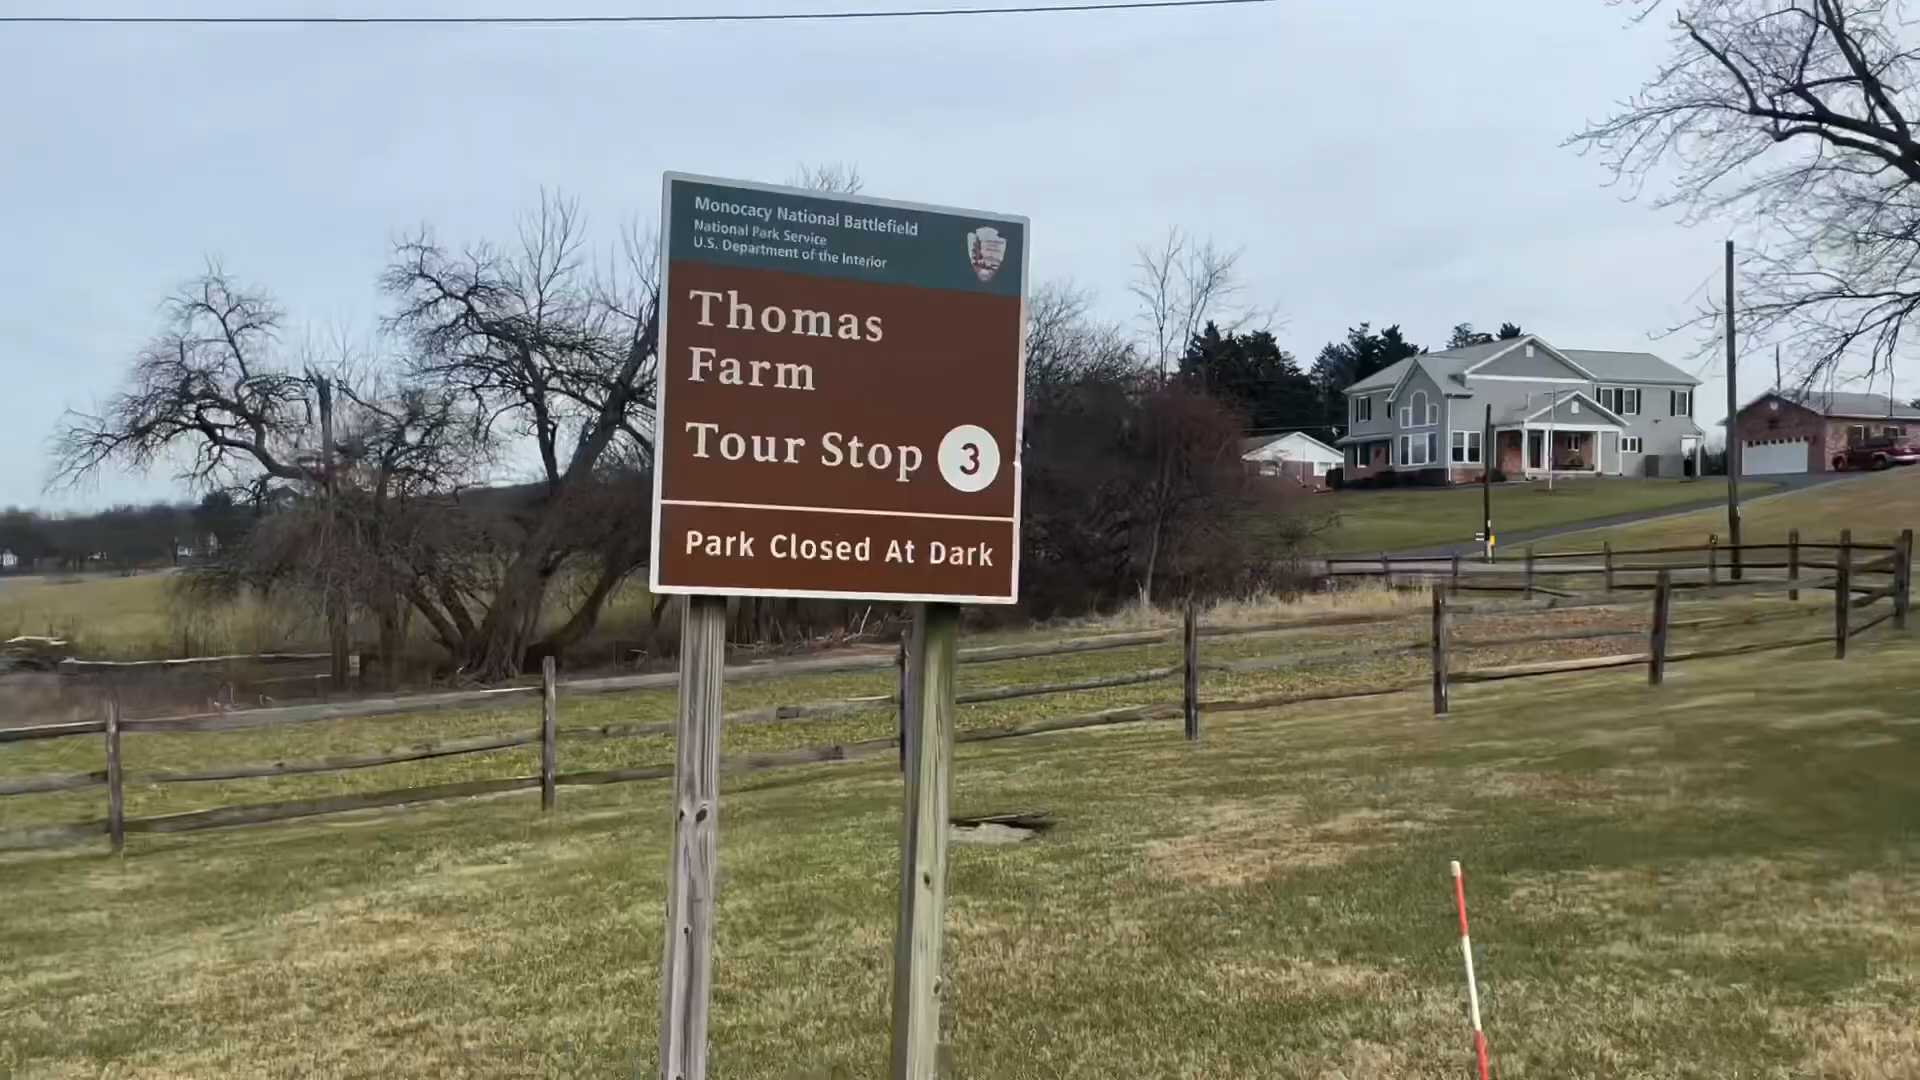 Monocacy National Battlefield
National Park Service
U.S. Department of the Interior
Thomas
Farm
Tour Stop 3
Park Closed At Dark